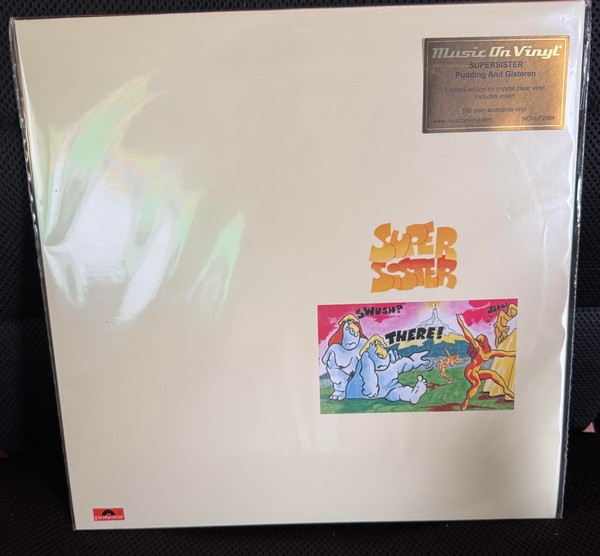 Music On Vinyl
SUPERSISTER
Pudding And Gisteren
limited edition on crystal clear vinyl
includes insert
180 gram audiophile vinyl
www.musiconvinyl.com MOVLP2564
SUPER
SISTER
SWUSH?
THERE!
Polydor